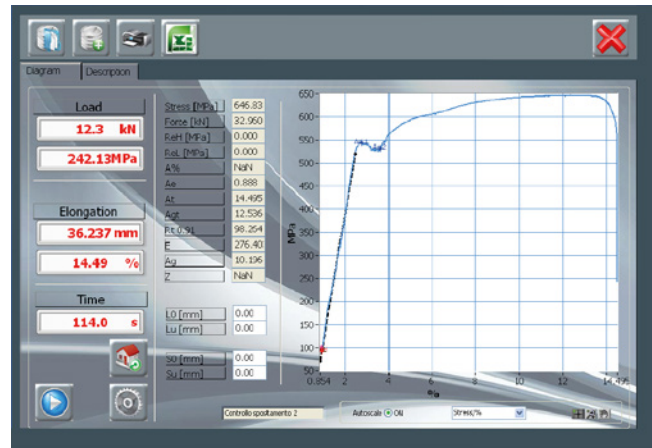 Diagram Description
Load
12.3 kN
242.13MPa
Elongation
36.237 mm
14.49 %
Time
114.0 s
Stress [MPa] 646.83
Force [kN] 32.960
ReH [MPa] 0.000
ReL [MPa] 0.000
A% NaN
Ae 0.888
At 14.495
Agt 12.536
Rt 0.91 98.254
E 276.40
Ag 10.196
Z NaN
L0 [mm] 0.00
Lu [mm] 0.00
S0 [mm] 0.00
Su [mm] 0.00
650
600
550
500
450
400
350
300
250
200
150
100
50
MPa
0.854 2 4 6 8 10 12 14.495
%
Controllo spostamento 2
Autoscale ON
Stress/%